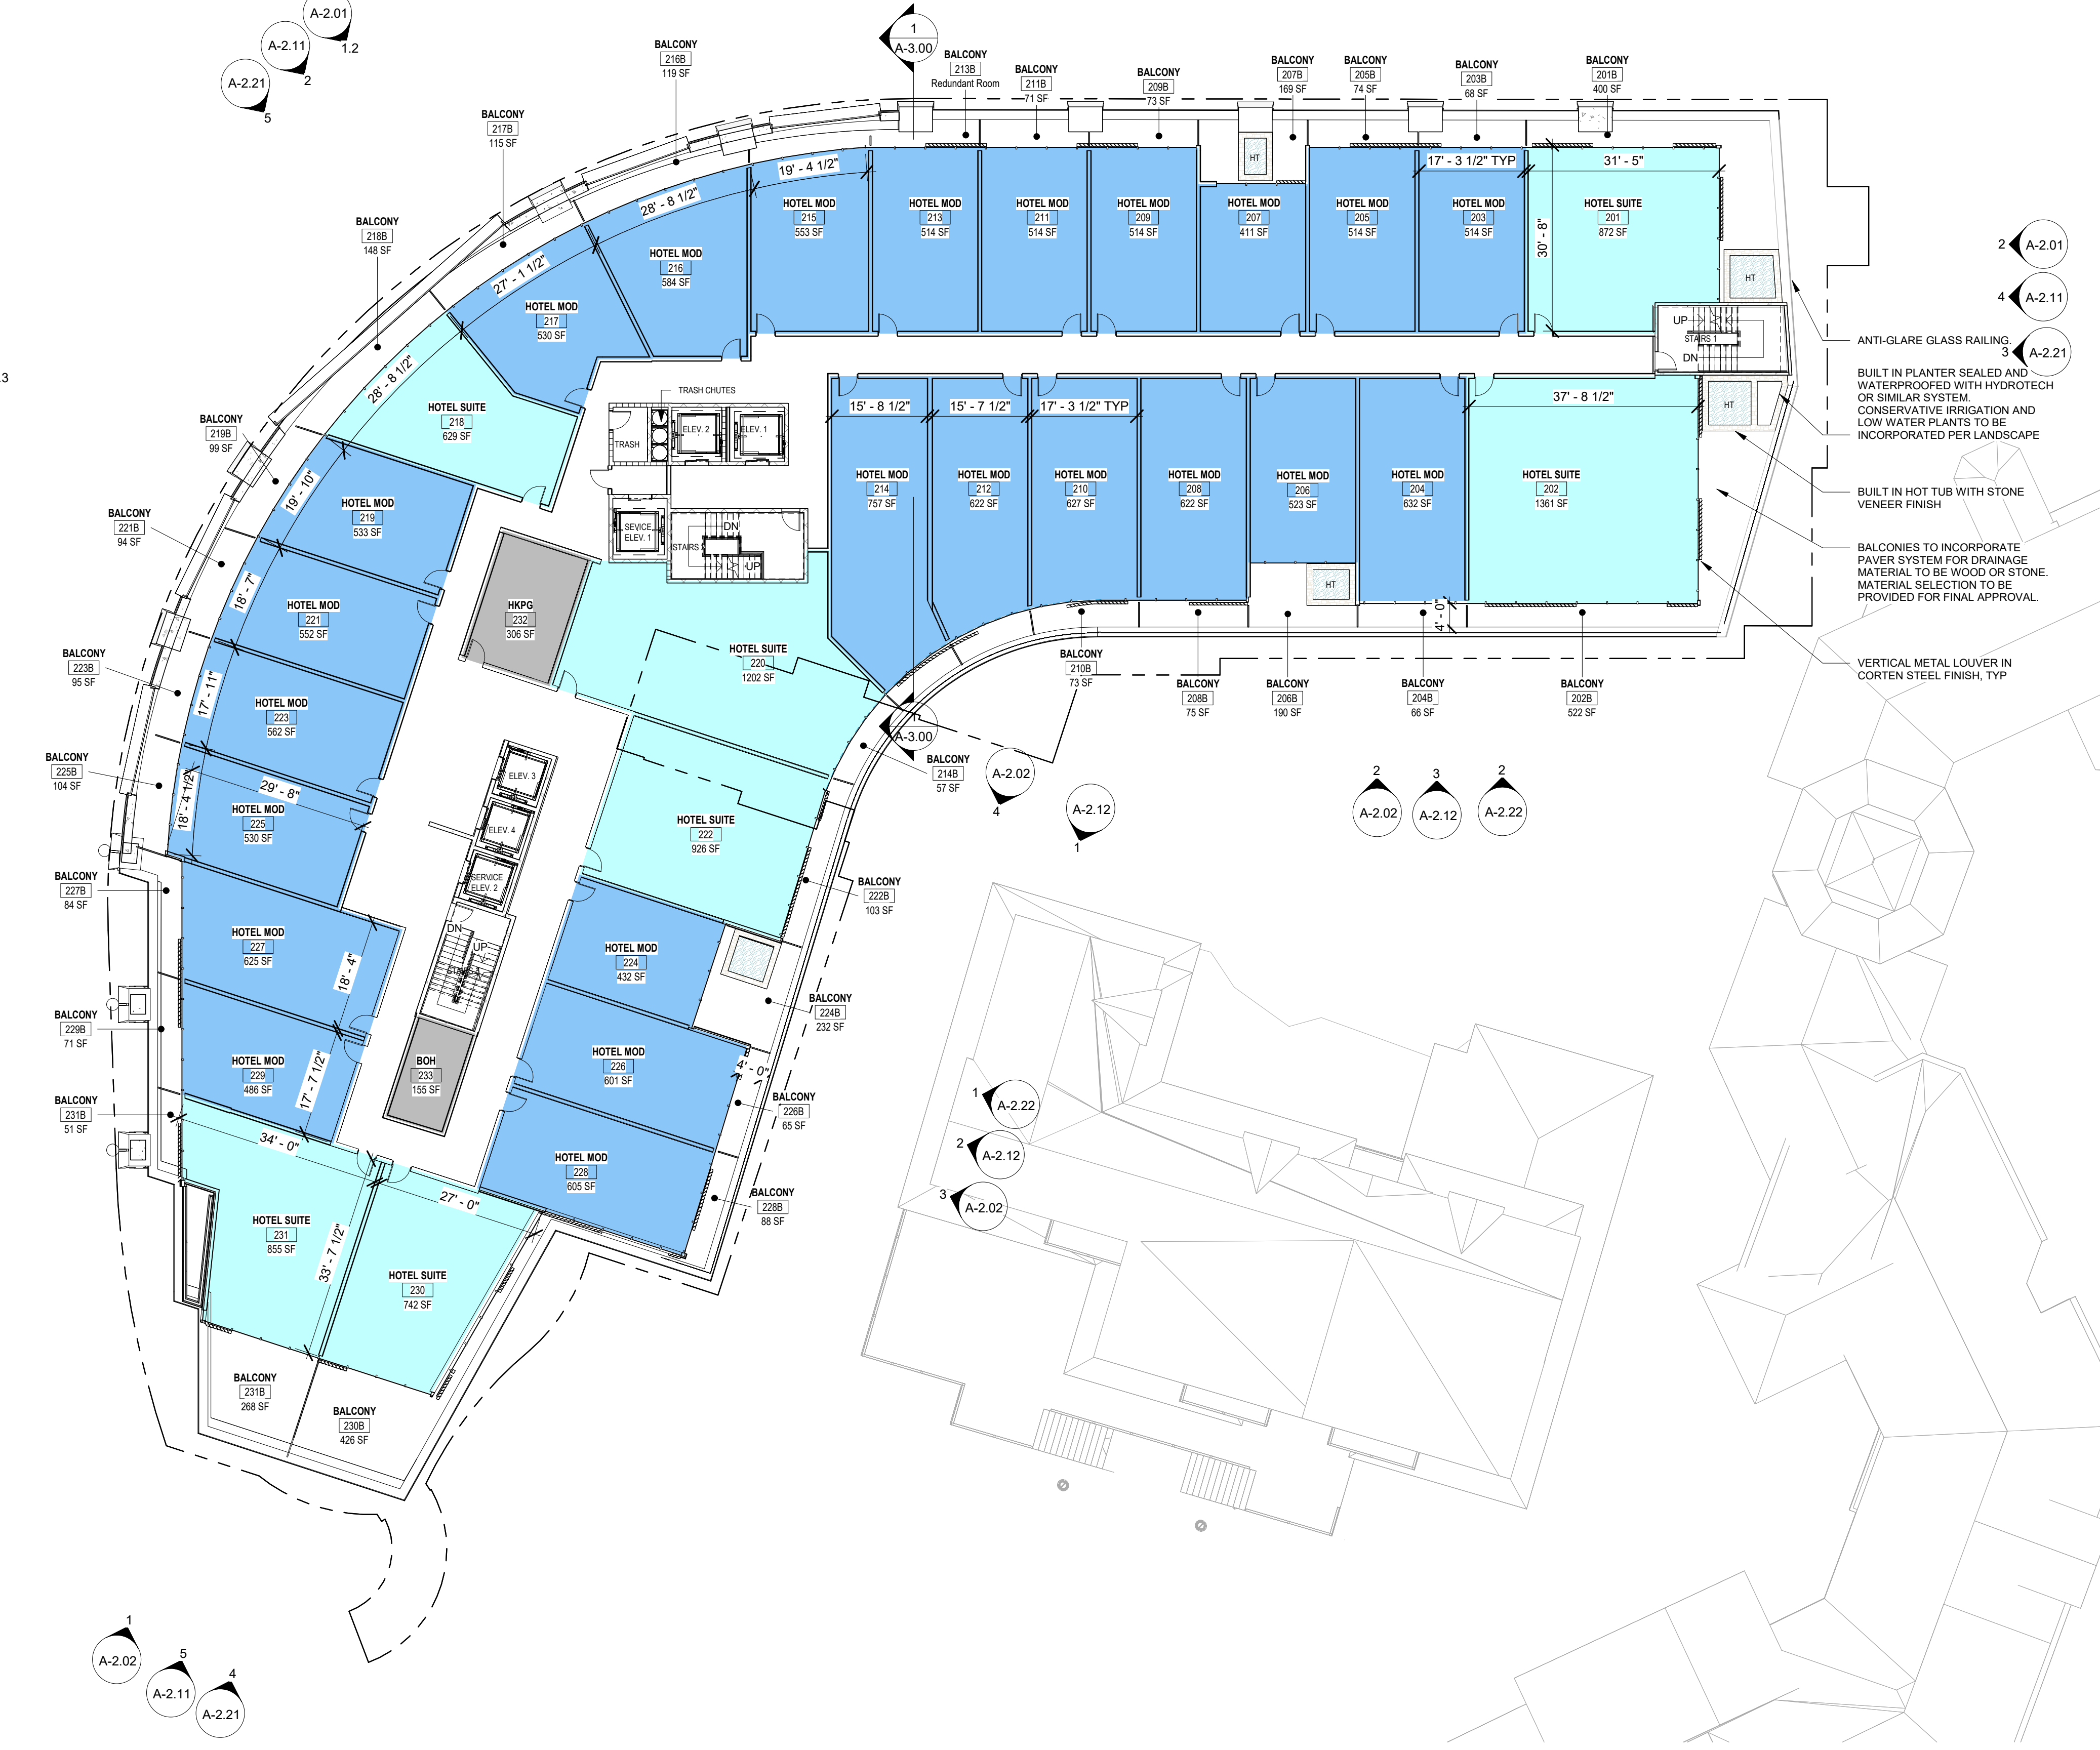 A-2.01
1.2
A-2.11
2
A-2.21
5
BALCONY
216B
119 SF
1
A-3.00
BALCONY
213B
Redundant Room
BALCONY
211B
71 SF
BALCONY
209B
73 SF
BALCONY
207B
169 SF
BALCONY
205B
74 SF
BALCONY
203B
68 SF
BALCONY
201B
400 SF
BALCONY
217B
115 SF
BALCONY
218B
148 SF
BALCONY
219B
99 SF
BALCONY
221B
94 SF
BALCONY
223B
95 SF
BALCONY
225B
104 SF
BALCONY
227B
84 SF
BALCONY
229B
71 SF
BALCONY
231B
51 SF
.3
19' - 4 1/2"
28' - 8 1/2"
27' - 1 1/2"
28' - 8 1/2"
19' - 10"
18' - 7"
17' - 11"
18' - 4 1/2"
29' - 8"
17' - 3 1/2" TYP
31' - 5"
30' - 8"
HT
HOTEL MOD
215
553 SF
HOTEL MOD
213
514 SF
HOTEL MOD
211
514 SF
HOTEL MOD
209
514 SF
HOTEL MOD
207
411 SF
HOTEL MOD
205
514 SF
HOTEL MOD
203
514 SF
HOTEL SUITE
201
872 SF
HOTEL MOD
216
584 SF
HOTEL MOD
217
530 SF
HOTEL SUITE
218
629 SF
HOTEL MOD
219
533 SF
HOTEL MOD
221
552 SF
HOTEL MOD
223
562 SF
HOTEL MOD
225
530 SF
HOTEL MOD
227
625 SF
HOTEL MOD
229
486 SF
HT
UP
STAIRS 1
DN
HT
TRASH CHUTES
TRASH
ELEV. 2
ELEV. 1
SEVICE
ELEV. 1
STAIRS
DN
UP
15' - 8 1/2"
15' - 7 1/2"
17' - 3 1/2" TYP
37' - 8 1/2"
HOTEL MOD
214
757 SF
HOTEL MOD
212
622 SF
HOTEL MOD
210
627 SF
HOTEL MOD
208
622 SF
HOTEL MOD
206
523 SF
HOTEL MOD
204
632 SF
HOTEL SUITE
202
1361 SF
HT
4' - 0"
HKPG
232
306 SF
HOTEL SUITE
220
1202 SF
HOTEL SUITE
222
926 SF
ELEV. 3
ELEV. 4
SERVICE
ELEV. 2
DN
UP
18' - 4"
17' - 7 1/2"
BOH
233
155 SF
HOTEL MOD
224
432 SF
HOTEL MOD
226
601 SF
HOTEL MOD
228
605 SF
4' - 0"
34' - 0"
27' - 0"
33' - 7 1/2"
HOTEL SUITE
231
855 SF
HOTEL SUITE
230
742 SF
BALCONY
231B
268 SF
BALCONY
230B
426 SF
BALCONY
210B
73 SF
BALCONY
208B
75 SF
BALCONY
206B
190 SF
BALCONY
204B
66 SF
BALCONY
202B
522 SF
1
A-3.00
BALCONY
214B
57 SF
BALCONY
222B
103 SF
BALCONY
224B
232 SF
BALCONY
226B
65 SF
BALCONY
228B
88 SF
A-2.02
4
A-2.12
1
2
A-2.02
3
A-2.12
2
A-2.22
1
A-2.22
2
A-2.12
3
A-2.02
2
A-2.01
4
A-2.11
3
A-2.21
ANTI-GLARE GLASS RAILING.
BUILT IN PLANTER SEALED AND
WATERPROOFED WITH HYDROTECH
OR SIMILAR SYSTEM.
CONSERVATIVE IRRIGATION AND
LOW WATER PLANTS TO BE
INCORPORATED PER LANDSCAPE
BUILT IN HOT TUB WITH STONE
VENEER FINISH
BALCONIES TO INCORPORATE
PAVER SYSTEM FOR DRAINAGE
MATERIAL TO BE WOOD OR STONE.
MATERIAL SELECTION TO BE
PROVIDED FOR FINAL APPROVAL.
VERTICAL METAL LOUVER IN
CORTEN STEEL FINISH, TYP
1
A-2.02
5
A-2.11
4
A-2.21